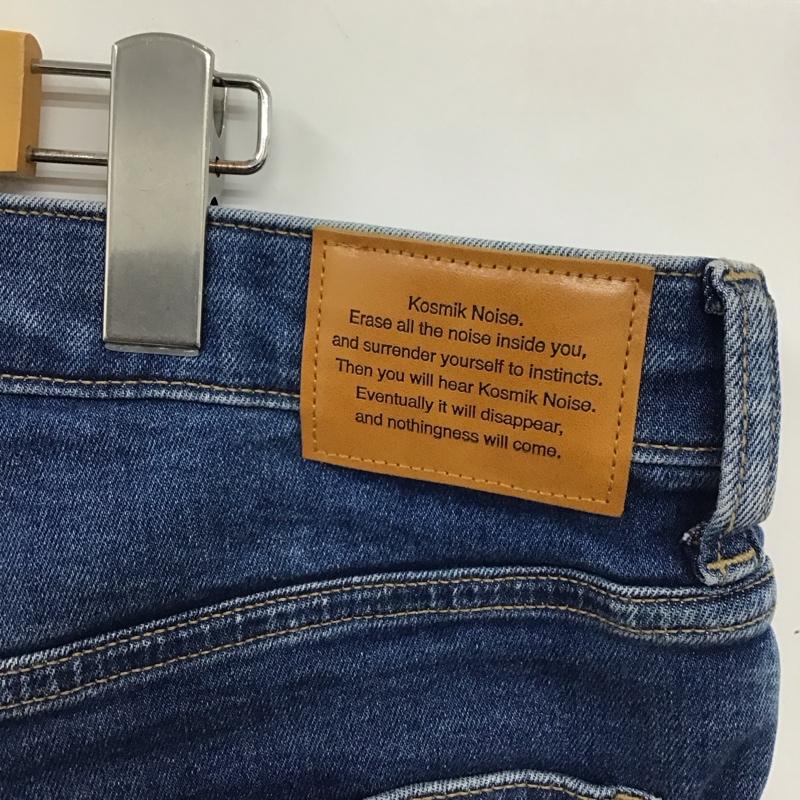 Kosmik Noise.
Erase all the noise inside you,
and surrender yourself to instincts.
Then you will hear Kosmik Noise.
Eventually it will disappear,
and nothingness will come.